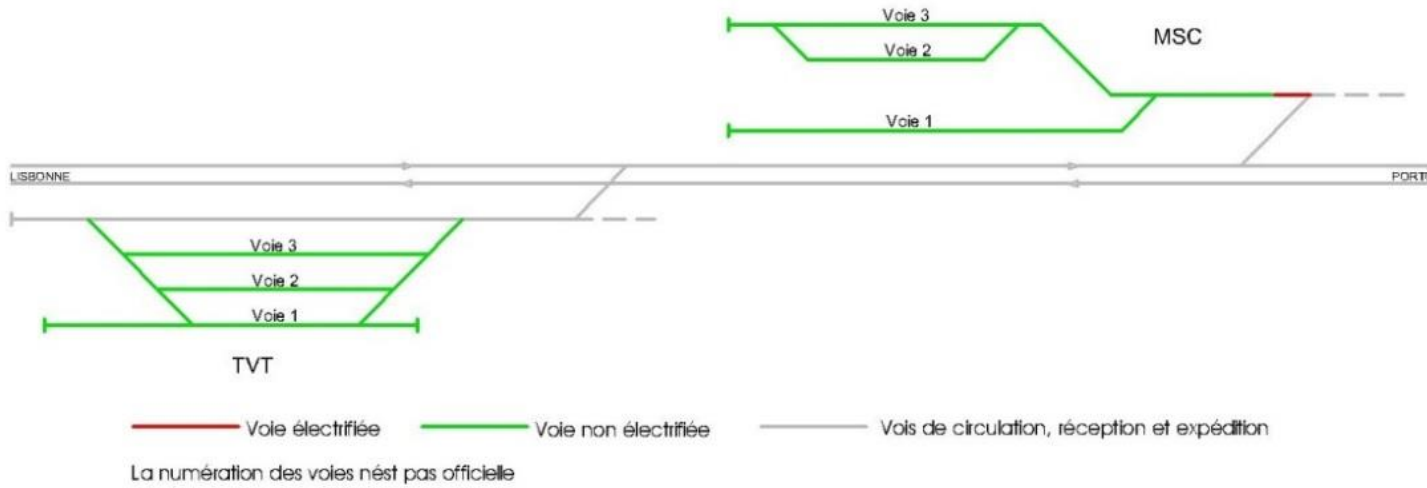 Voie 3
MSC
Voie 2
Voie 1
LISBONNE
Voie 3
Voie 2
Voie 1
TVT
Voie électrifiée
Voie non électrifiée
Vois de circulation, réception et expédition
La numération des voies nést pas officielle